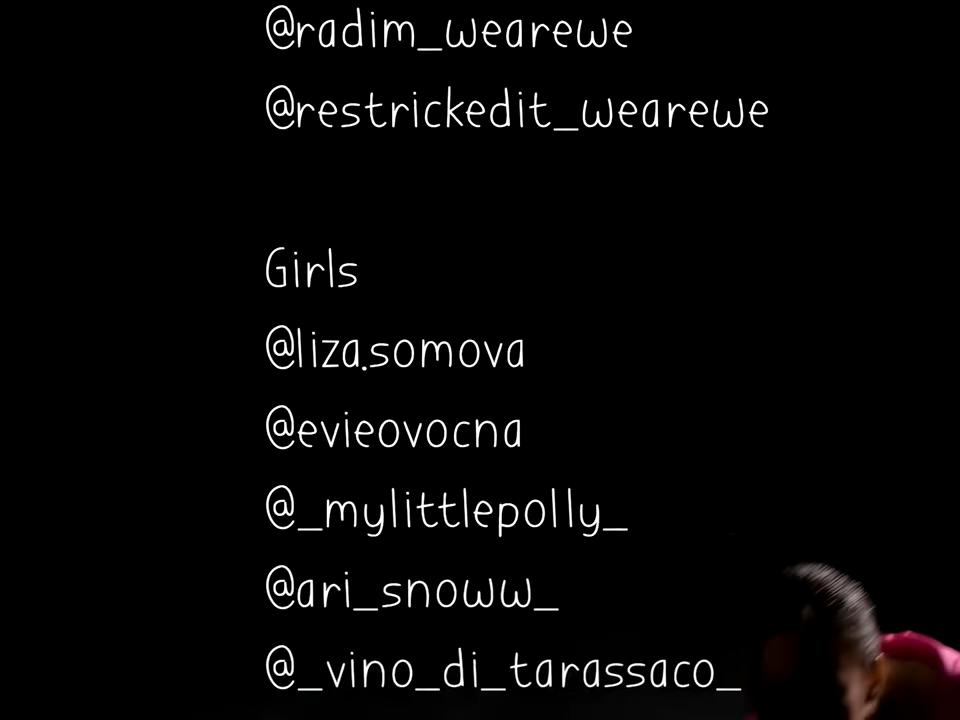 @radim_wearewe
@restrickedit_wearewe
Girls
@liza.somova
@evieovocna
@_mylittlepolly_
@ari_snoww_
@_vino_di_tarassaco_